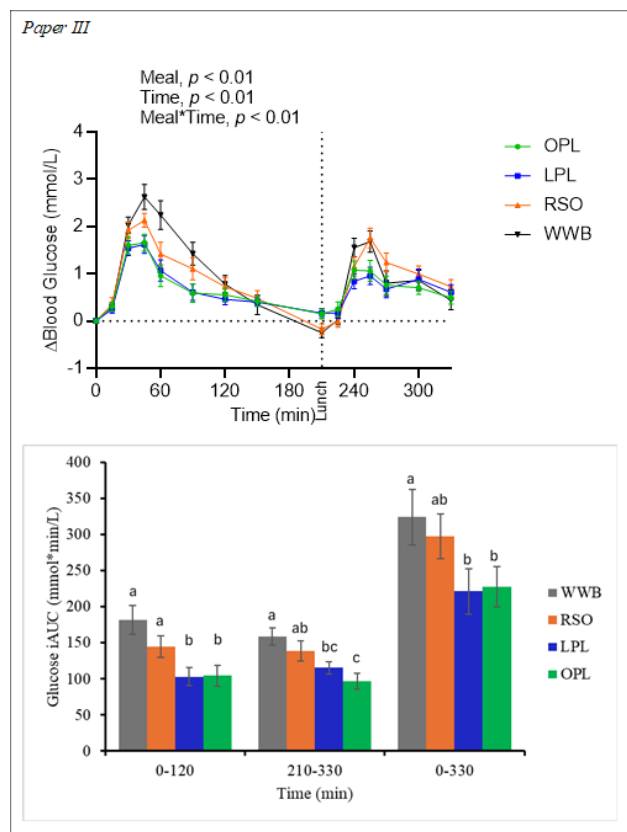 Paper III
Meal, p < 0.01
Time, p < 0.01
Meal*Time, p < 0.01
4
3
2
1
0
-1
ΔBlood Glucose (mmol/L)
0 60 120 180 240 300
Time (min)
Lunch
OPL
LPL
RSO
WWB
400
350
300
250
200
150
100
50
0
Glucose iAUC (mmol*min/L)
a a b b
a ab bc c
a ab b b
0-120 210-330 0-330
Time (min)
WWB
RSO
LPL
OPL